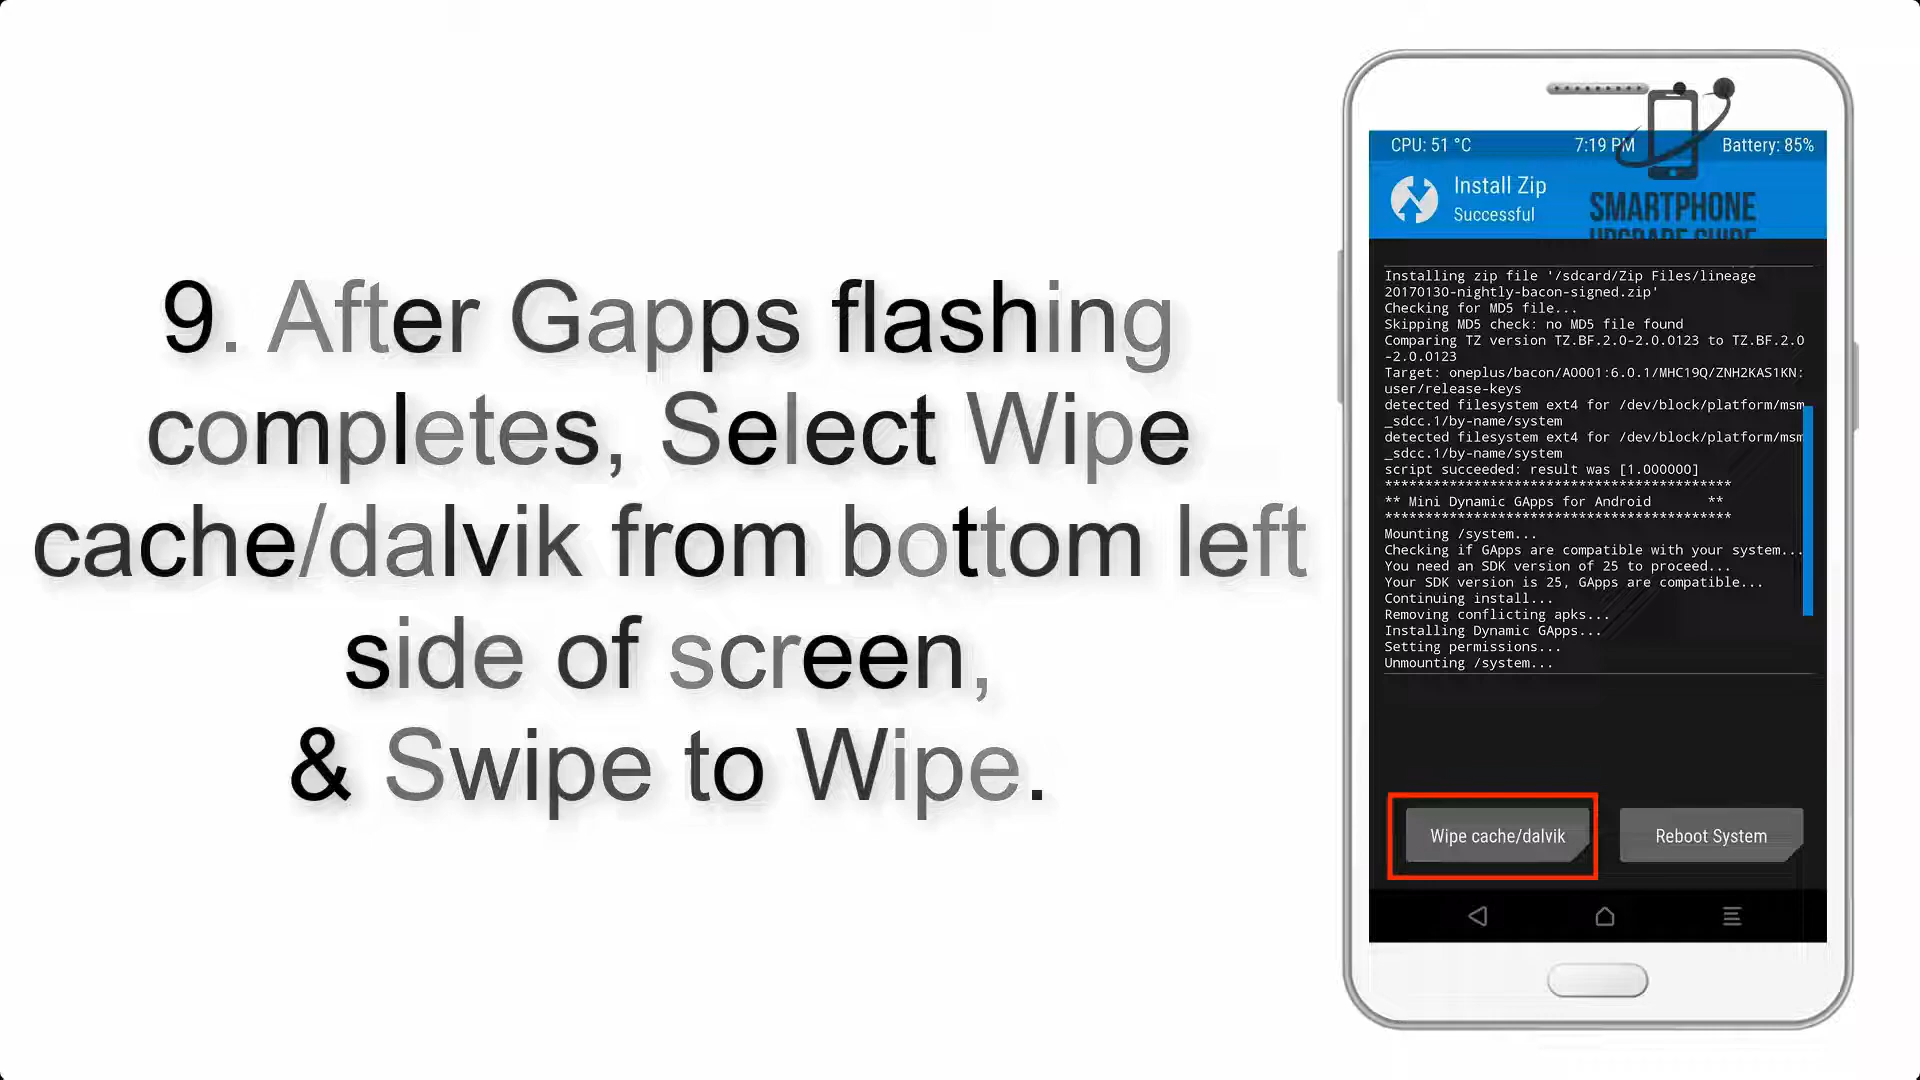 9. After Gapps flashing
completes, Select Wipe
cache/dalvik from bottom left
side of screen,
& Swipe to Wipe.
CPU: 51 °C 7:19 PM Battery: 85%
Install Zip
Successful
SMARTPHONE
UPGRADE GUIDE
Installing zip file '/sdcard/Zip Files/lineage
20170130-nightly-bacon-signed.zip'
Checking for MD5 file...
Skipping MD5 check: no MD5 file found
Comparing TZ version TZ.BF.2.0-2.0.0123 to TZ.BF.2.0
-2.0.0123
Target: oneplus/bacon/A0001:6.0.1/MHC19Q/ZNH2KAS1KN:
user/release-keys
detected filesystem ext4 for /dev/block/platform/msm
_sdcc.1/by-name/system
detected filesystem ext4 for /dev/block/platform/msm
_sdcc.1/by-name/system
script succeeded: result was [1.000000]
******************************************
** Mini Dynamic GApps for Android **
******************************************
Mounting /system...
Checking if GApps are compatible with your system...
You need an SDK version of 25 to proceed...
Your SDK version is 25, GApps are compatible...
Continuing install...
Removing conflicting apks...
Installing Dynamic GApps...
Setting permissions...
Unmounting /system...
Wipe cache/dalvik Reboot System